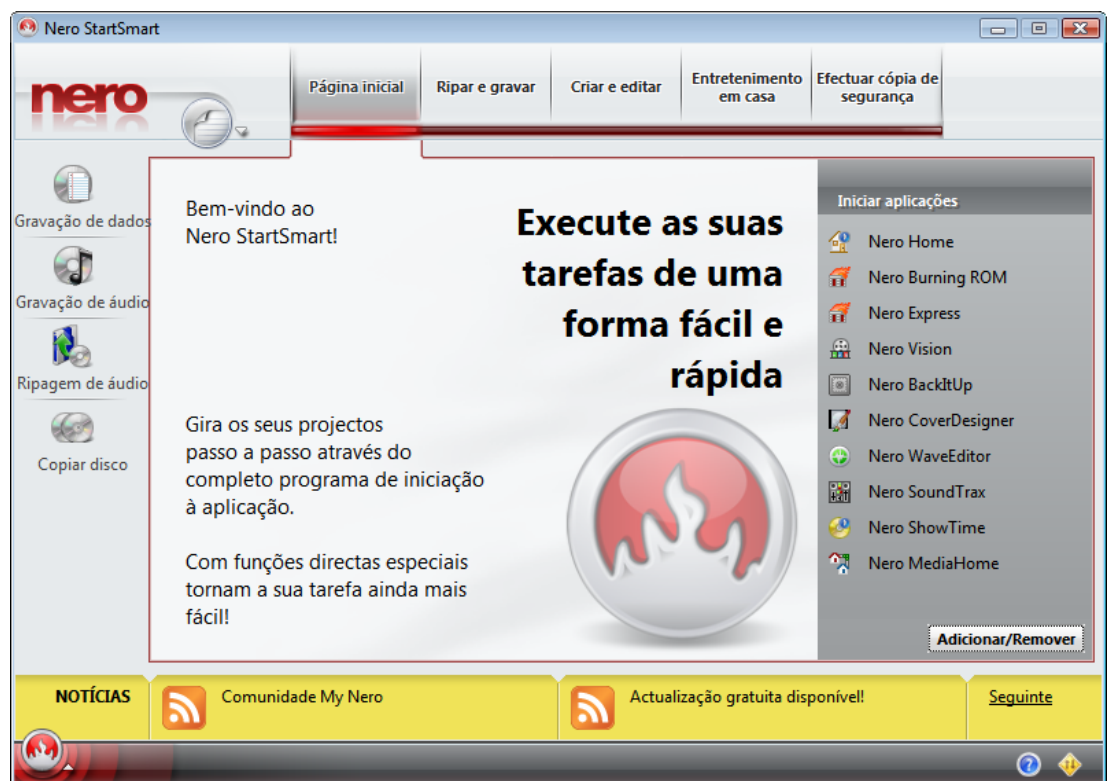 Nero StartSmart
nero
Página inicial
Ripar e gravar
Criar e editar
Entretenimento
em casa
Efectuar cópia de
segurança
Gravação de dados
Gravação de áudio
Ripagem de áudio
Copiar disco
Bem-vindo ao
Nero StartSmart!
Execute as suas
tarefas de uma
forma fácil e
rápida
Gira os seus projectos
passo a passo através do
completo programa de iniciação
à aplicação.
Com funções directas especiais
tornam a sua tarefa ainda mais
fácil!
Iniciar aplicações
Nero Home
Nero Burning ROM
Nero Express
Nero Vision
Nero BackItUp
Nero CoverDesigner
Nero WaveEditor
Nero SoundTrax
Nero ShowTime
Nero MediaHome
Adicionar/Remover
NOTÍCIAS
Comunidade My Nero
Actualização gratuita disponível!
Seguinte